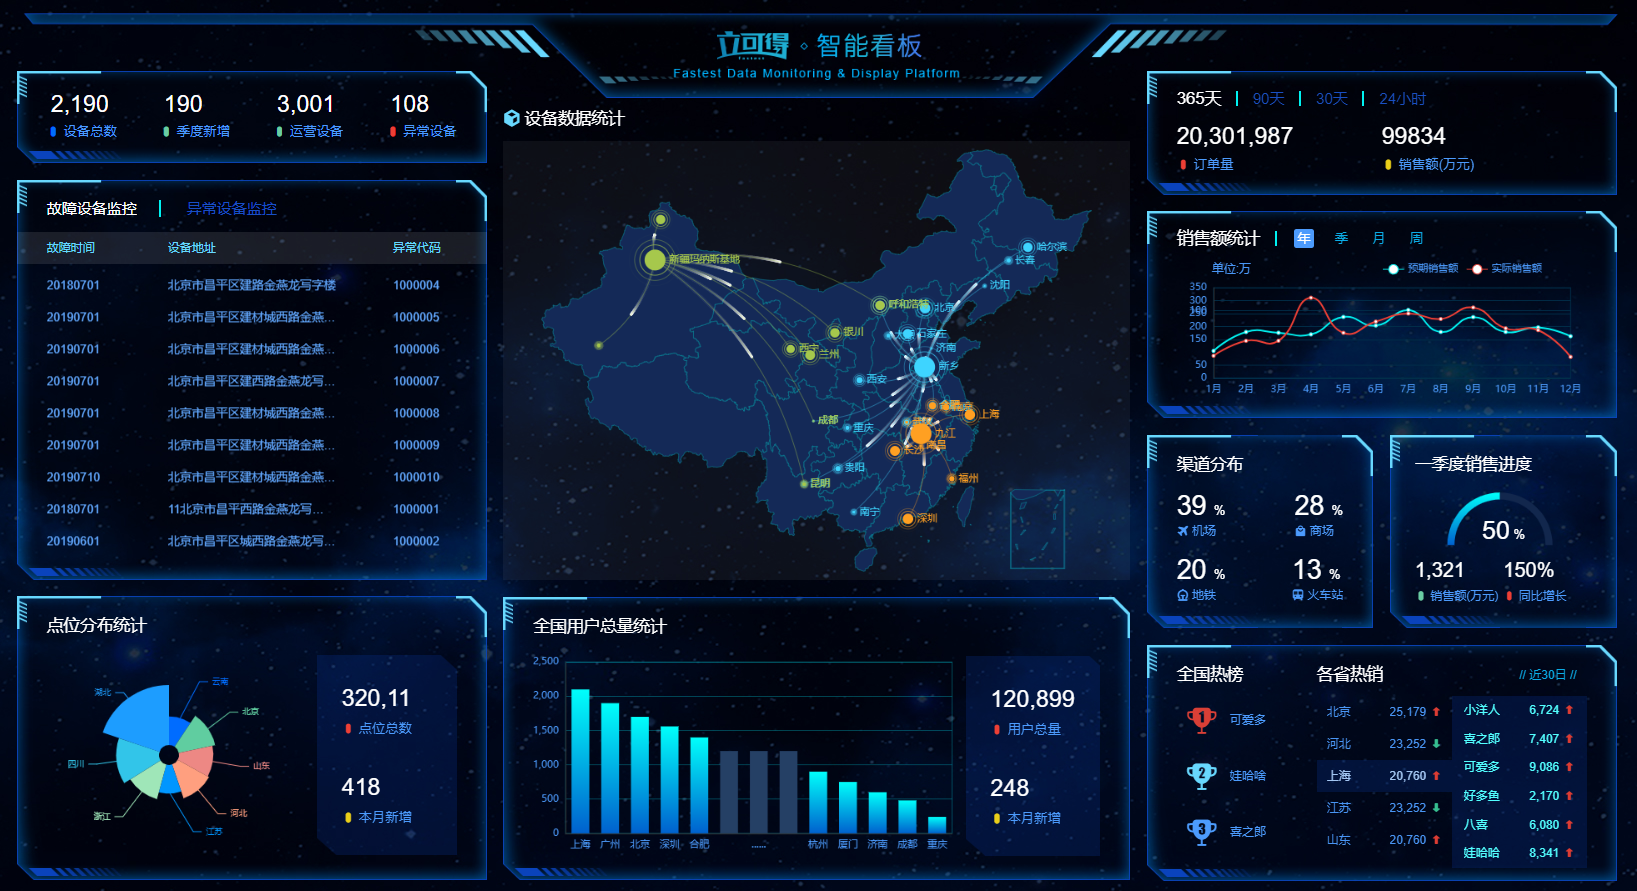 立可得 智能看板
Fastest Data Monitoring & Display Platform
2,190 190 3,001 108
设备总数 季度新增 运营设备 异常设备
故障设备监控 异常设备监控
故障时间 设备地址 异常代码
20180701 北京市昌平区建路金燕龙写字楼 1000004
20190701 北京市昌平区建材城西路金燕... 1000005
20190701 北京市昌平区建材城西路金燕... 1000006
20190701 北京市昌平区建西路金燕龙写... 1000007
20190701 北京市昌平区建材城西路金燕... 1000008
20190701 北京市昌平区建材城西路金燕... 1000009
20190710 北京市昌平区建材城西路金燕... 1000010
20180701 11北京市昌平西路金燕龙写... 1000001
20190601 北京市昌平区城西路金燕龙写... 1000002
点位分布统计
云南
北京
山东
河北
江苏
浙江
四川
湖北
320,11
点位总数
418
本月新增
设备数据统计
新疆玛纳斯基地
哈尔滨
长春
沈阳
呼和浩特
北京
银川
石家庄
济南
西宁
兰州
新乡
西安
上海
成都
重庆
九江
南昌
长沙
贵阳
昆明
福州
南宁
深圳
全国用户总量统计
2,500
2,000
1,500
1,000
500
0
上海 广州 北京 深圳 合肥 ...... 杭州 厦门 济南 成都 重庆
120,899
用户总量
248
本月新增
365天 90天 30天 24小时
20,301,987 99834
订单量 销售额(万元)
销售额统计 年 季 月 周
单位:万 预期销售额 实际销售额
350
300
250
200
150
50
0
1月 2月 3月 4月 5月 6月 7月 8月 9月 10月 11月 12月
渠道分布
39 % 28 %
机场 商场
20 % 13 %
地铁 火车站
一季度销售进度
50 %
1,321 150%
销售额(万元) 同比增长
全国热榜
1 可爱多
2 娃哈啥
3 喜之郎
各省热销 // 近30日 //
北京 25,179
河北 23,252
上海 20,760
江苏 23,252
山东 20,760
小洋人 6,724
喜之郎 7,407
可爱多 9,086
好多鱼 2,170
八喜 6,080
娃哈哈 8,341